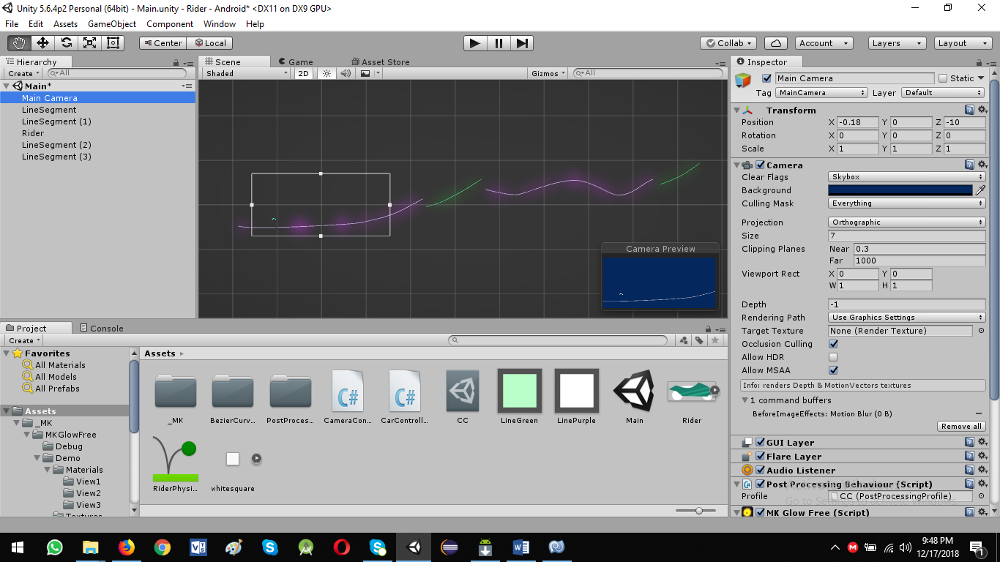 Unity 5.6.4p2 Personal (64bit) - Main.unity - Rider - Android* <DX11 on DX9 GPU>
File Edit Assets GameObject Component Window Help
Center Local
Collab Account Layers Layout
Hierarchy
Create All
Main*
Main Camera
LineSegment
LineSegment (1)
Rider
LineSegment (2)
LineSegment (3)
Scene Game Asset Store
Shaded 2D Gizmos All
Camera Preview
Inspector
Main Camera Static
Tag MainCamera Layer Default
Transform
Position X -0.18 Y 0 Z -10
Rotation X 0 Y 0 Z 0
Scale X 1 Y 1 Z 1
Camera
Clear Flags Skybox
Background
Culling Mask Everything
Projection Orthographic
Size 7
Clipping Planes Near 0.3
Far 1000
Viewport Rect X 0 Y 0
W 1 H 1
Depth -1
Rendering Path Use Graphics Settings
Target Texture None (Render Texture)
Occlusion Culling
Allow HDR
Allow MSAA
Info: renders Depth & MotionVectors textures
1 command buffers
BeforeImageEffects: Motion Blur (0 B)
Remove all
GUI Layer
Flare Layer
Audio Listener
Post Processing Behaviour (Script)
Profile CC (PostProcessingProfile)
MK Glow Free (Script)
Go to Settings to activate Windows.
Project Console
Create
Favorites
All Materials
All Models
All Prefabs
Assets
_MK
MKGlowFree
Debug
Demo
Materials
View1
View2
View3
Textures
Assets
_MK BezierCurv... PostProces... CameraCon... CarControll... CC LineGreen LinePurple Main Rider
RiderPhysi... whitesquare
9:48 PM
12/17/2018
1